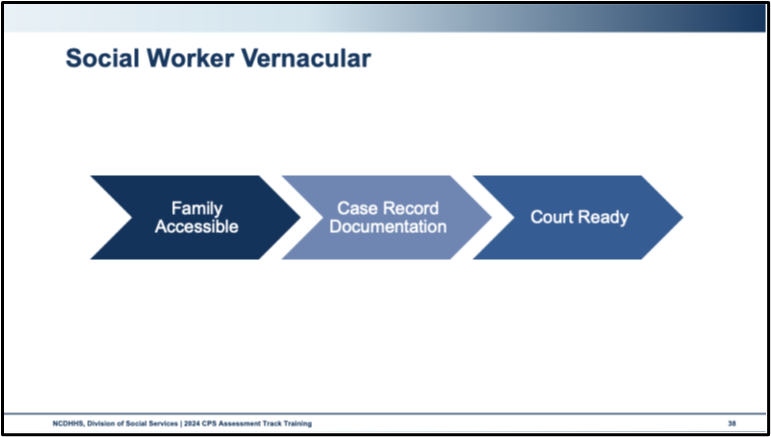 Social Worker Vernacular
Family
Accessible
Case Record
Documentation
Court Ready
NCDHHS, Division of Social Services | 2024 CPS Assessment Track Training
38